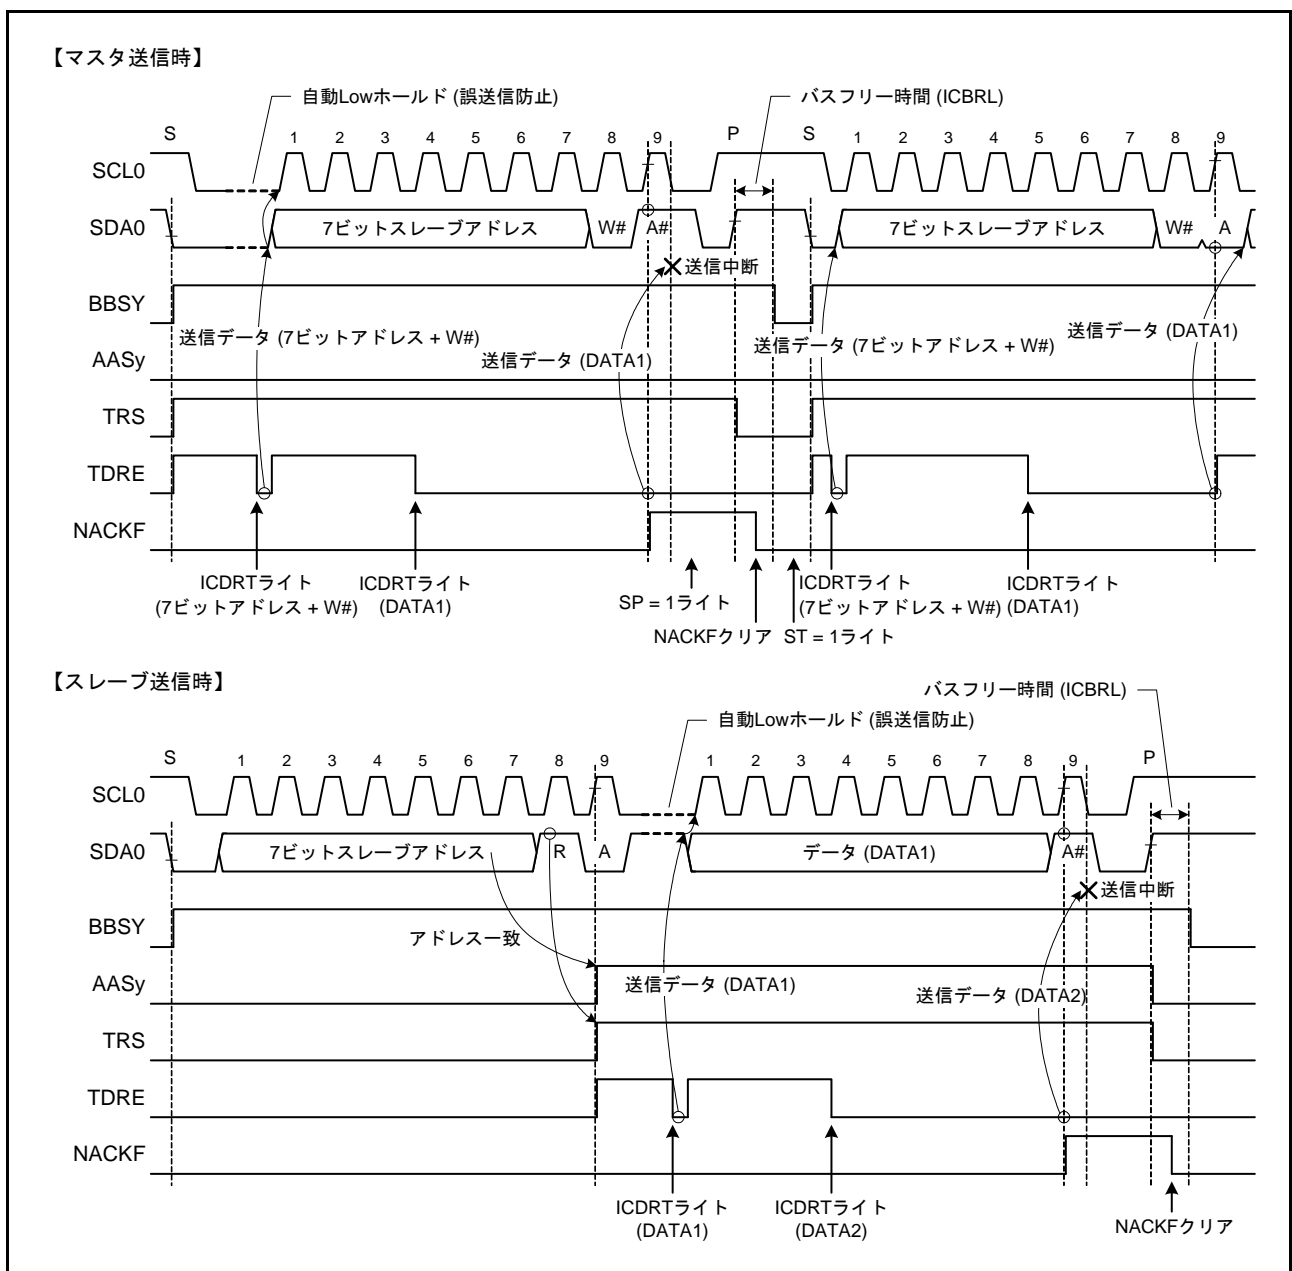 【マスタ送信時】
自動Lowホールド (誤送信防止)
バスフリー時間 (ICBRL)
S 1 2 3 4 5 6 7 8 9 P S 1 2 3 4 5 6 7 8 9
SCL0
SDA0 7ビットスレーブアドレス W# A# 7ビットスレーブアドレス W# A
送信中断
BBSY
送信データ (7ビットアドレス + W#) 送信データ (DATA1) 送信データ (7ビットアドレス + W#) 送信データ (DATA1)
AASy
TRS
TDRE
NACKF
ICDRTライト
(7ビットアドレス + W#)
ICDRTライト
(DATA1)
SP = 1ライト
NACKFクリア
ST = 1ライト
ICDRTライト
(7ビットアドレス + W#)
ICDRTライト
(DATA1)
【スレーブ送信時】
バスフリー時間 (ICBRL)
自動Lowホールド (誤送信防止)
S 1 2 3 4 5 6 7 8 9 1 2 3 4 5 6 7 8 9 P
SCL0
SDA0 7ビットスレーブアドレス R A データ (DATA1) A#
送信中断
BBSY
アドレス一致
AASy
送信データ (DATA1) 送信データ (DATA2)
TRS
TDRE
NACKF
ICDRTライト
(DATA1)
ICDRTライト
(DATA2)
NACKFクリア